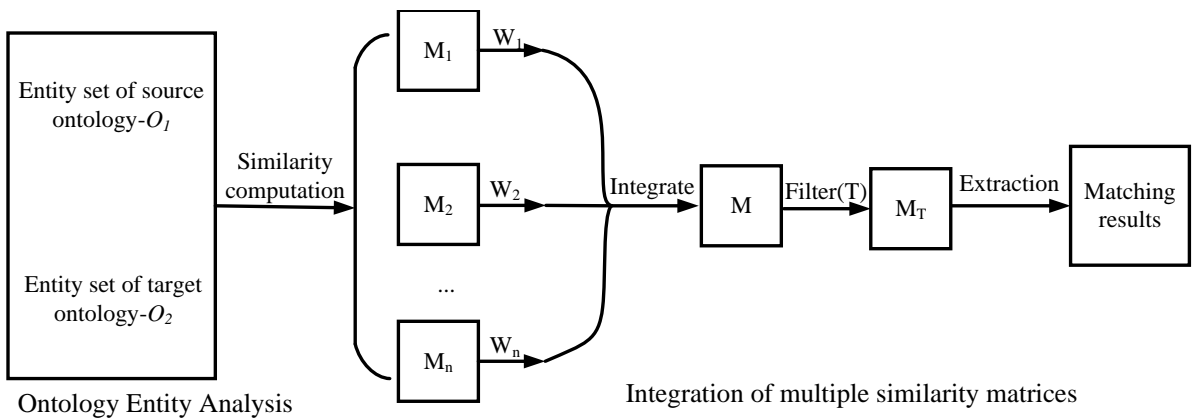 Entity set of source
ontology-O1
Entity set of target
ontology-O2
Ontology Entity Analysis
Similarity
computation
M1
W1
M2
W2
...
Mn
Wn
Integrate
M
Filter(T)
MT
Extraction
Matching
results
Integration of multiple similarity matrices